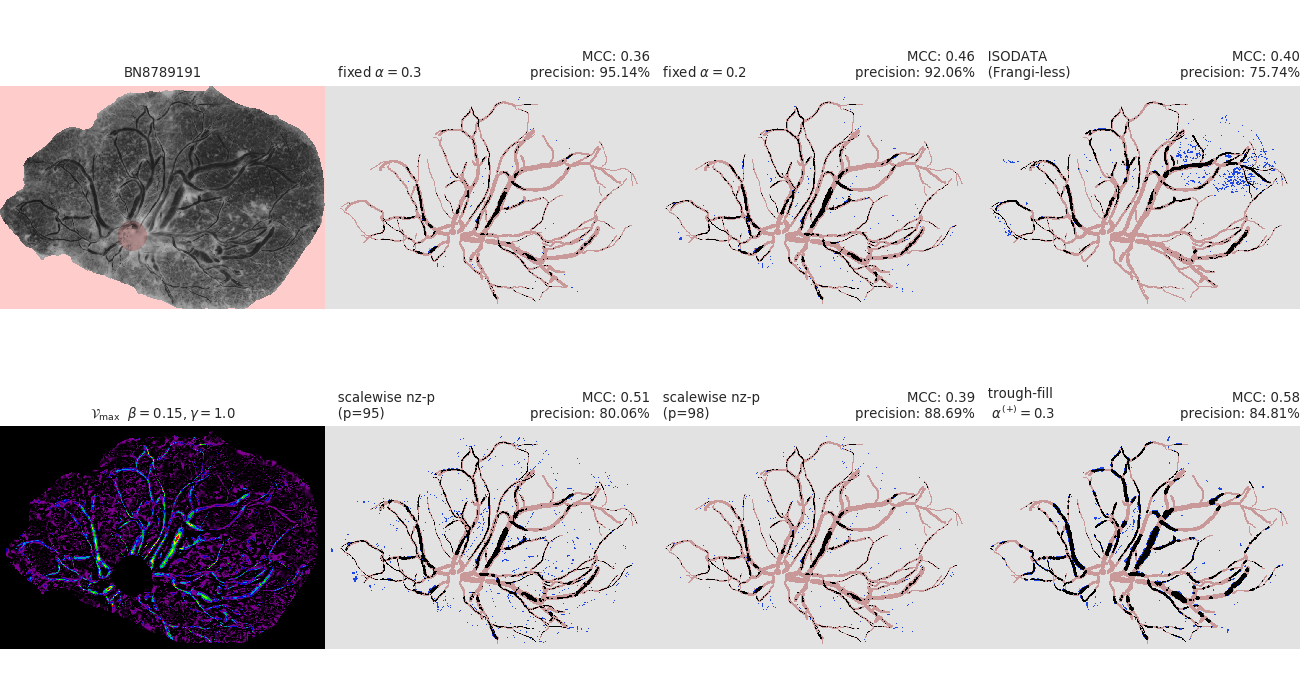 BN8789191
fixed α = 0.3
MCC: 0.36
precision: 95.14%
fixed α = 0.2
MCC: 0.46
precision: 92.06%
ISODATA
(Frangi-less)
MCC: 0.40
precision: 75.74%
𝒱max β = 0.15, γ = 1.0
scalewise nz-p
(p=95)
MCC: 0.51
precision: 80.06%
scalewise nz-p
(p=98)
MCC: 0.39
precision: 88.69%
trough-fill
α(+) = 0.3
MCC: 0.58
precision: 84.81%